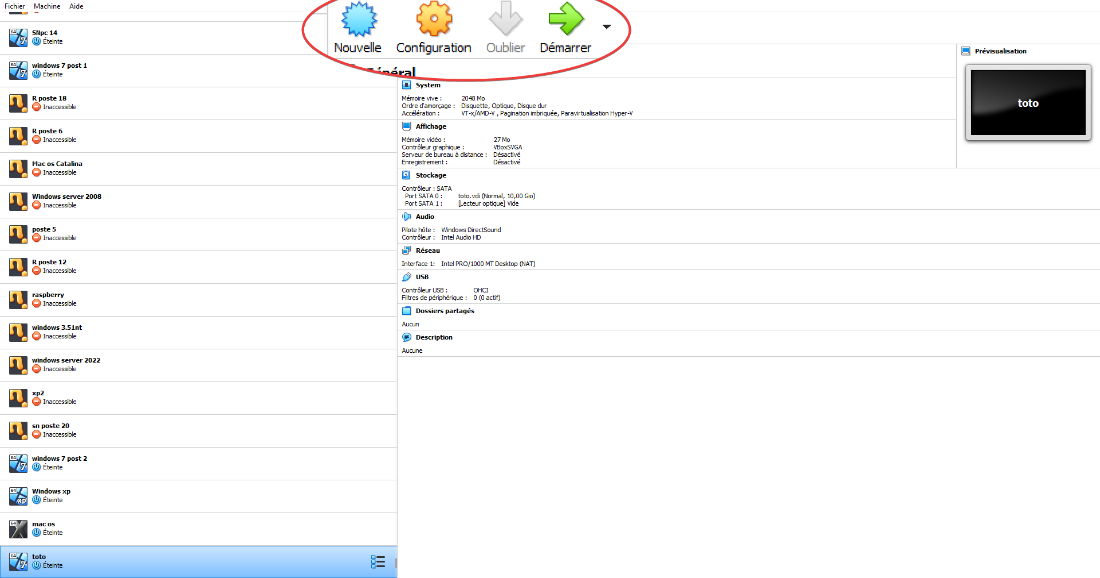 Fichier Machine Aide
Nouvelle Configuration Oublier Démarrer
SNpc 14
Éteinte
windows 7 post 1
Éteinte
R poste 18
Inaccessible
R poste 6
Inaccessible
Mac os Catalina
Inaccessible
Windows server 2008
Inaccessible
poste 5
Inaccessible
R poste 12
Inaccessible
raspberry
Inaccessible
windows 3.51nt
Inaccessible
windows server 2022
Inaccessible
xp2
Inaccessible
sn poste 20
Inaccessible
windows 7 post 2
Éteinte
Windows xp
Éteinte
mac os
Éteinte
toto
Éteinte
Général
System
Mémoire vive : 2048 Mo
Ordre d'amorçage : Disquette, Optique, Disque dur
Accélération : VT-x/AMD-V , Pagination imbriquée, Paravirtualisation Hyper-V
Affichage
Mémoire vidéo : 27 Mo
Contrôleur graphique : VBoxSVGA
Serveur de bureau à distance : Désactivé
Enregistrement : Désactivé
Stockage
Contrôleur : SATA
Port SATA 0 : toto.vdi (Normal, 10,00 Gio)
Port SATA 1 : [Lecteur optique] Vide
Audio
Pilote hôte : Windows DirectSound
Contrôleur : Intel Audio HD
Réseau
Interface 1: Intel PRO/1000 MT Desktop (NAT)
USB
Contrôleur USB : OHCI
Filtres de périphérique : 0 (0 actif)
Dossiers partagés
Aucun
Description
Aucune
Prévisualisation
toto